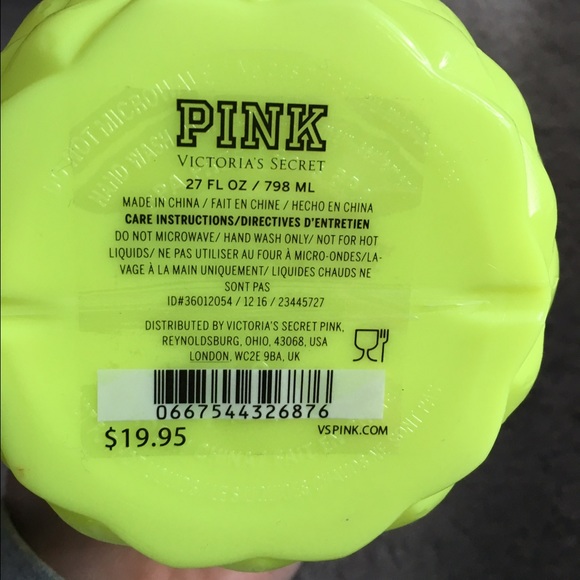 PINK
VICTORIA'S SECRET
27 FL OZ / 798 ML
MADE IN CHINA / FAIT EN CHINE / HECHO EN CHINA
CARE INSTRUCTIONS/DIRECTIVES D'ENTRETIEN
DO NOT MICROWAVE/ HAND WASH ONLY/ NOT FOR HOT
LIQUIDS/ NE PAS UTILISER AU FOUR À MICRO-ONDES/LA-
VAGE À LA MAIN UNIQUEMENT/ LIQUIDES CHAUDS NE
SONT PAS
ID#36012054 / 12 16 / 23445727
DISTRIBUTED BY VICTORIA'S SECRET PINK,
REYNOLDSBURG, OHIO, 43068, USA
LONDON, WC2E 9BA, UK
0667544326876
$19.95
VSPINK.COM
HAND WASH